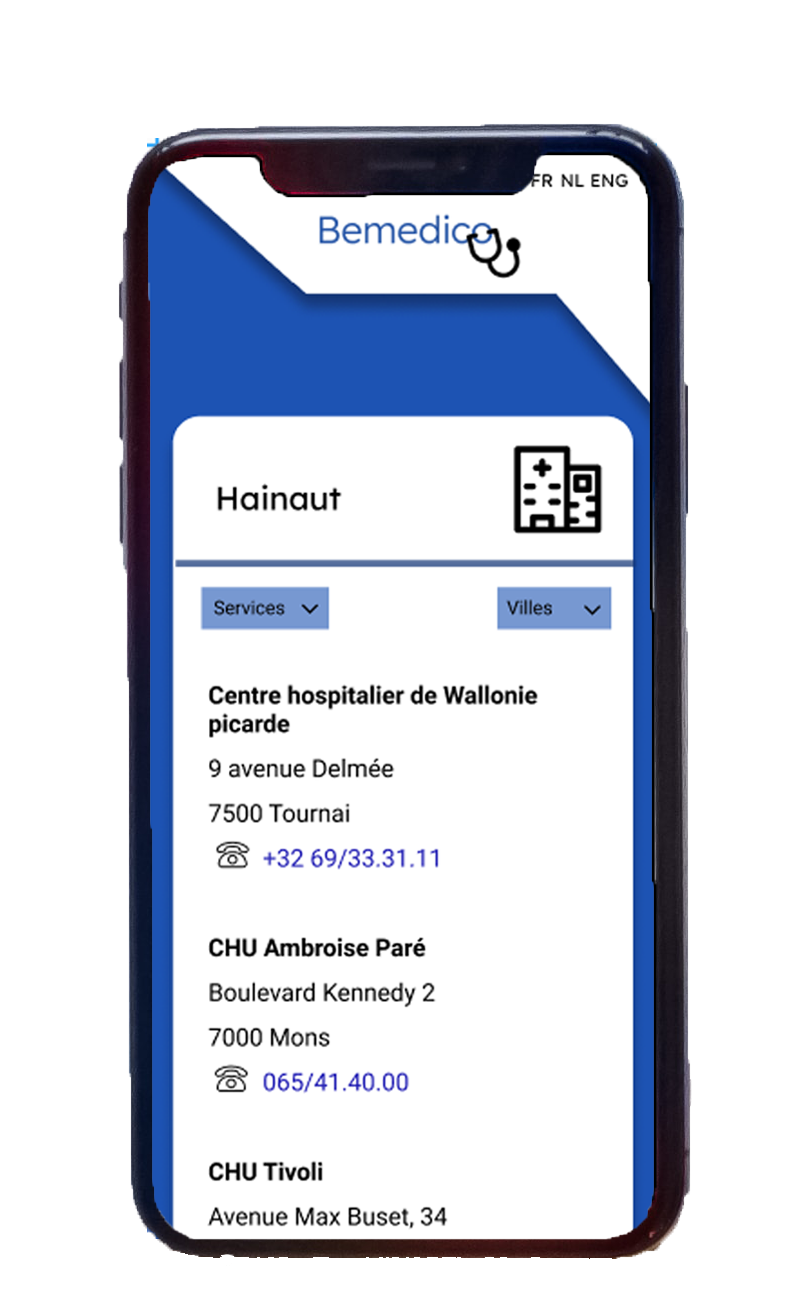 FR NL ENG
Bemedico
Hainaut
Services
Villes
Centre hospitalier de Wallonie
picarde
9 avenue Delmée
7500 Tournai
+32 69/33.31.11
CHU Ambroise Paré
Boulevard Kennedy 2
7000 Mons
065/41.40.00
CHU Tivoli
Avenue Max Buset, 34